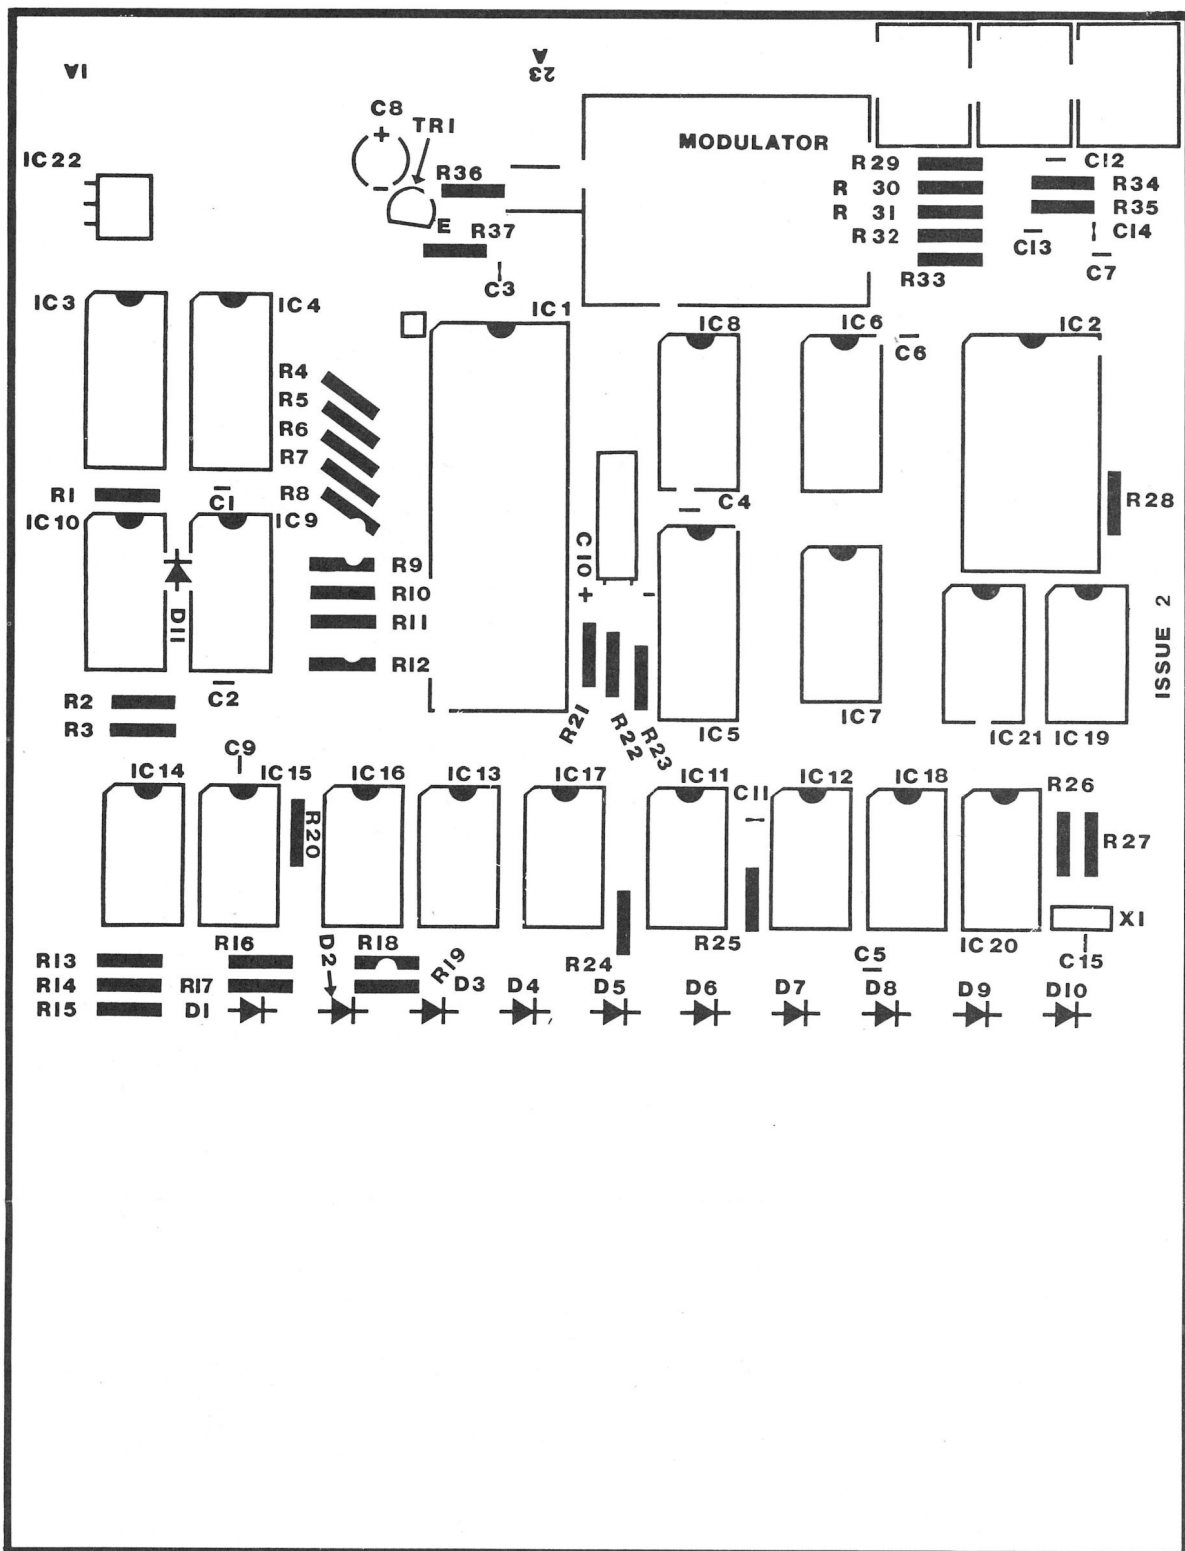 1A
A
23
C8
+
TR1
-
E
IC22
R36
R37
C3
MODULATOR
R29
R 30
R 31
R32
R33
C12
R34
R35
C14
C13
C7
IC3
IC4
IC1
IC8
IC6
C6
IC2
R4
R5
R6
R7
R8
R1
C1
IC10
IC9
C4
R28
C10
+
-
R9
R10
R11
R12
D11
ISSUE 2
R2
C2
R3
R21
R22
R23
IC5
IC7
IC21
IC19
C9
IC14
IC15
IC16
IC13
IC17
IC11
C11
IC12
IC18
R26
R20
R27
X1
R16
D2
R18
R19
R24
R25
C5
IC20
C15
R13
R14
R17
R15
D1
D3
D4
D5
D6
D7
D8
D9
D10